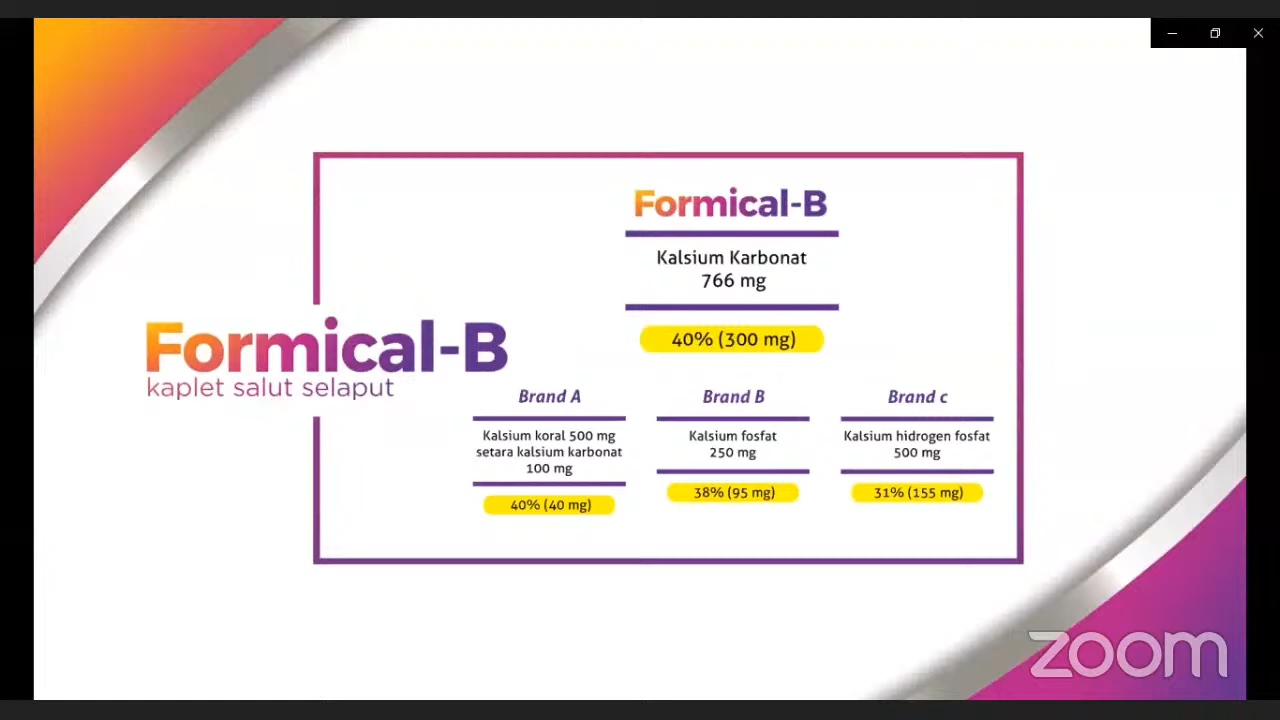 Formical-B
Kalsium Karbonat
766 mg
40% (300 mg)
Formical-B
kaplet salut selaput
Brand A
Kalsium koral 500 mg
setara kalsium karbonat
100 mg
40% (40 mg)
Brand B
Kalsium fosfat
250 mg
38% (95 mg)
Brand c
Kalsium hidrogen fosfat
500 mg
31% (155 mg)
zoom